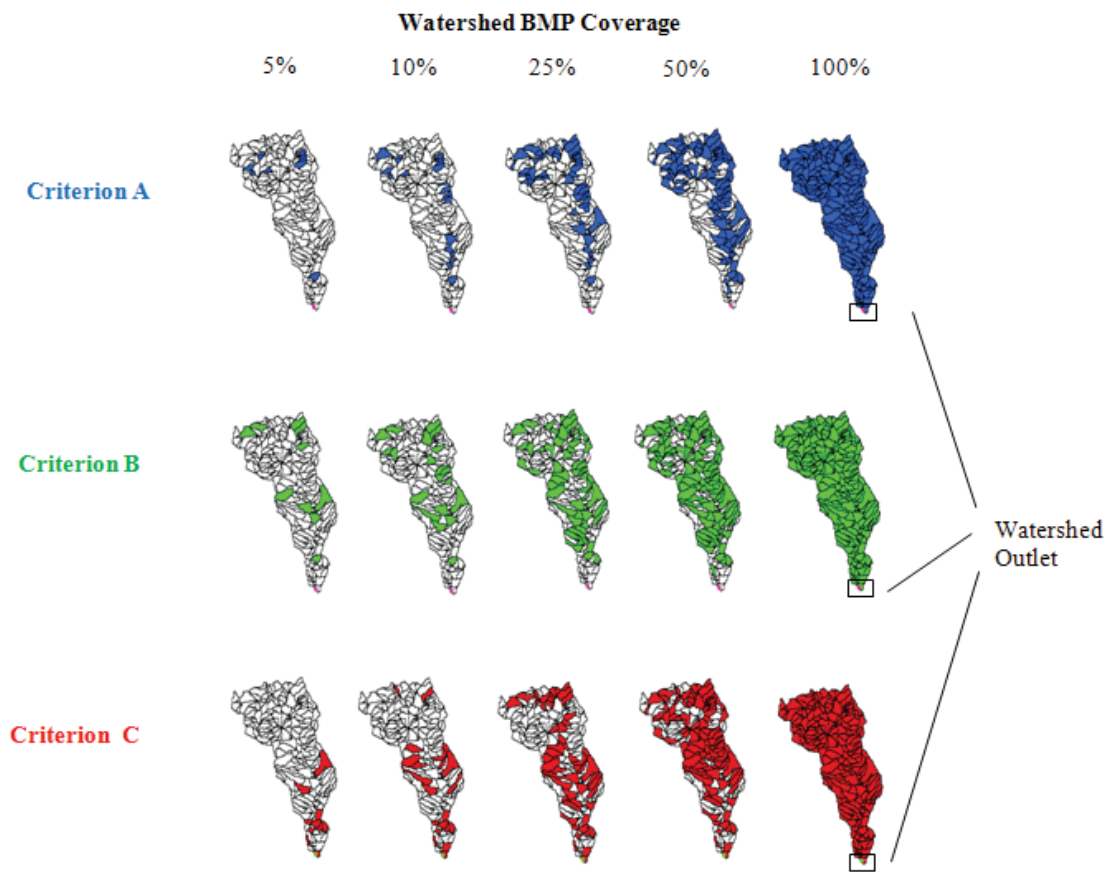 Watershed BMP Coverage
5% 10% 25% 50% 100%
Criterion A
Criterion B
Watershed
Outlet
Criterion C